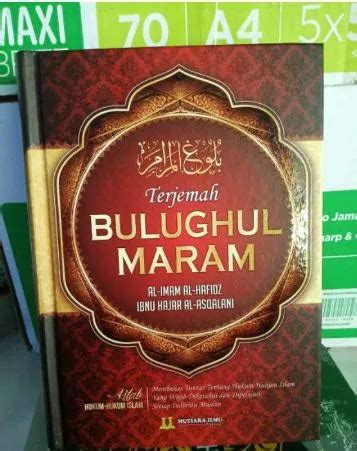 MAXI
70
A4
5x5
بلوغ المرام
Terjemah
BULUGHUL
MARAM
AL-IMAM AL-HAFIDZ
IBNU HAJAR AL-ASQALANI
Kitab
HUKUM-HUKUM ISLAM
Membahas Tuntas Tentang Hukum-Hukum Islam
Yang Wajib Diketahui dan Dipelajari
Setiap Individu Muslim
MUTIARA ILMU